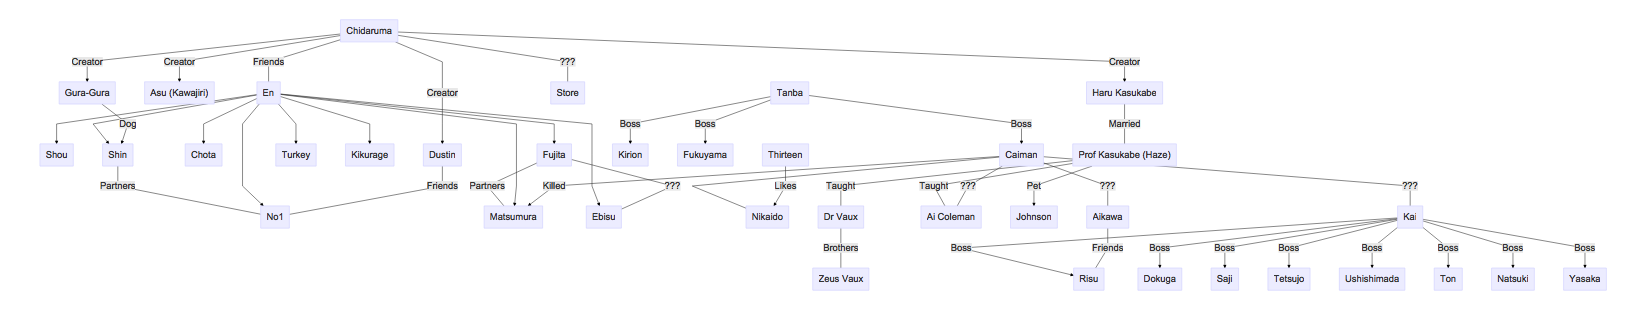 Chidaruma
Creator Creator Friends ??? Creator
Gura-Gura Asu (Kawajiri) En Creator Store Tanba Haru Kasukabe
Dog Boss Boss Boss Married
Shou Shin Chota Turkey Kikurage Dustin Fujita Kirion Fukuyama Thirteen Caiman Prof Kasukabe (Haze)
Partners Friends Partners Killed ??? Likes Taught Taught ??? Pet ??? ???
No1 Matsumura Ebisu Nikaido Dr Vaux Ai Coleman Johnson Aikawa Kai
Brothers Boss Friends Boss Boss Boss Boss Boss Boss Boss
Zeus Vaux Risu Dokuga Saji Tetsujo Ushishimada Ton Natsuki Yasaka